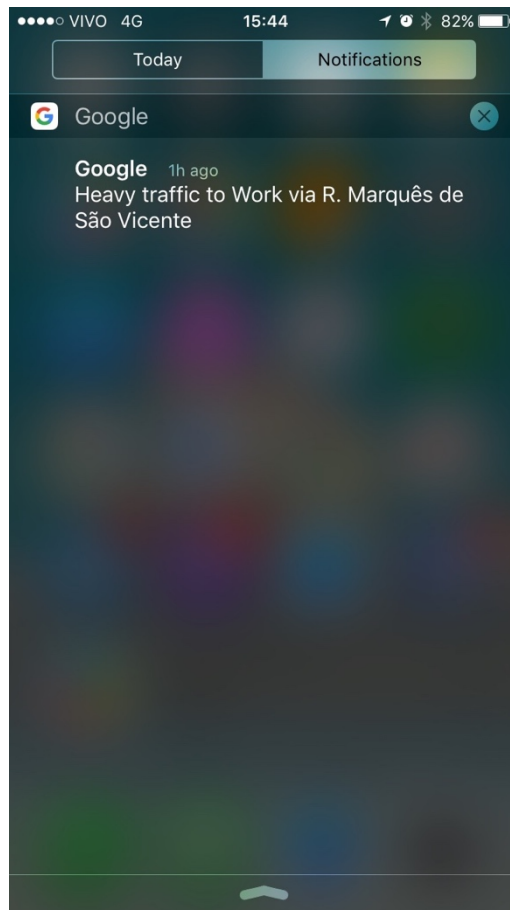 VIVO 4G 15:44 82%
Today Notifications
Google
Google 1h ago
Heavy traffic to Work via R. Marquês de
São Vicente